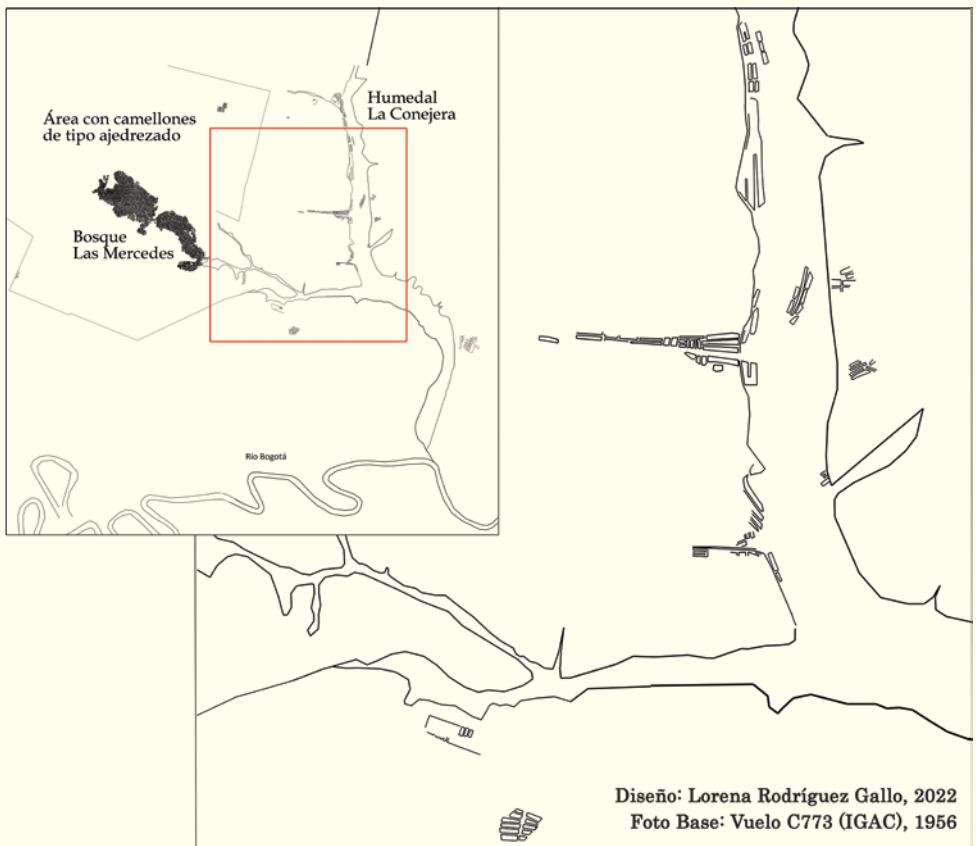 Humedal
La Conejera
Área con camellones
de tipo ajedrezado
Bosque
Las Mercedes
Río Bogotá
Diseño: Lorena Rodríguez Gallo, 2022
Foto Base: Vuelo C773 (IGAC), 1956